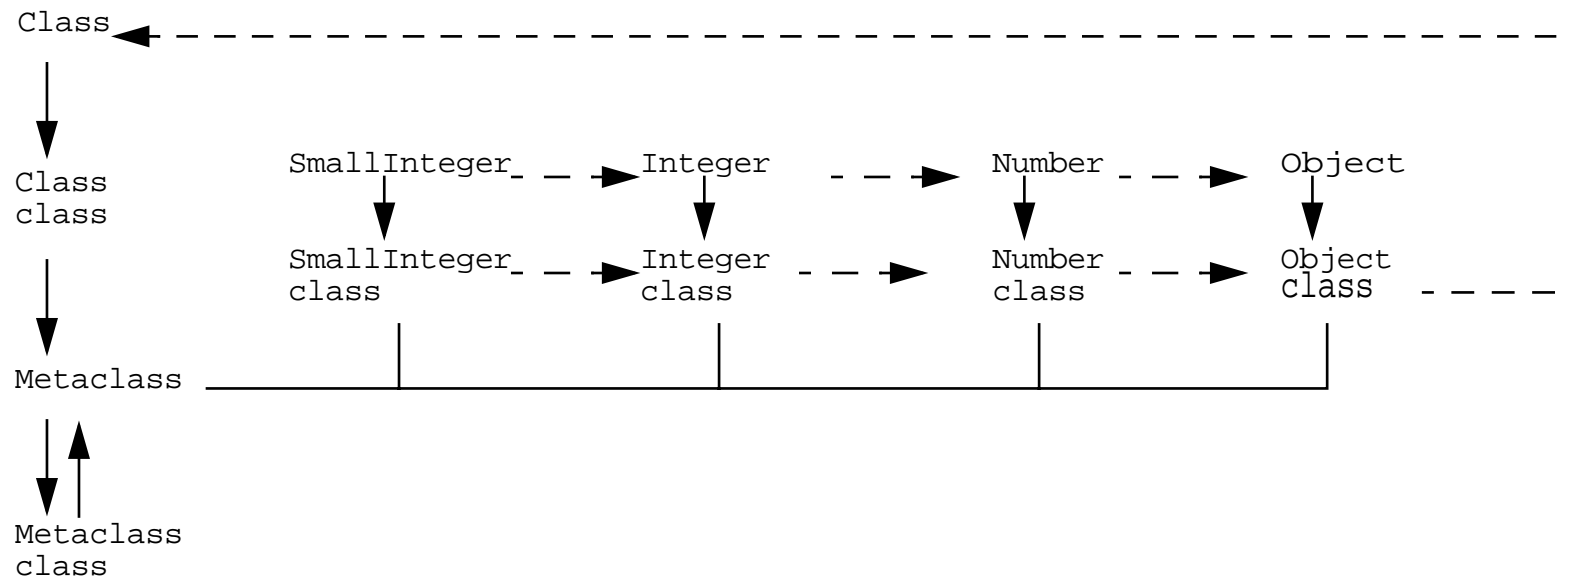 Class
SmallInteger Integer Number Object
Class
class
SmallInteger Integer Number Object
class class class class
Metaclass
Metaclass
class